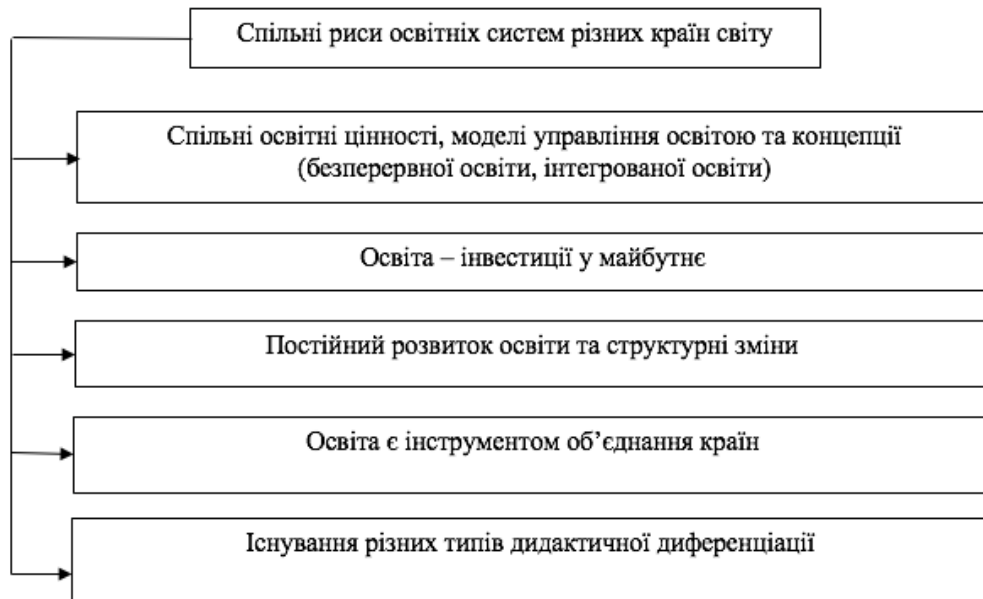 Спільні риси освітніх систем різних країн світу
Спільні освітні цінності, моделі управління освітою та концепції
(безперервної освіти, інтегрованої освіти)
Освіта – інвестиції у майбутнє
Постійний розвиток освіти та структурні зміни
Освіта є інструментом об’єднання країн
Існування різних типів дидактичної диференціації